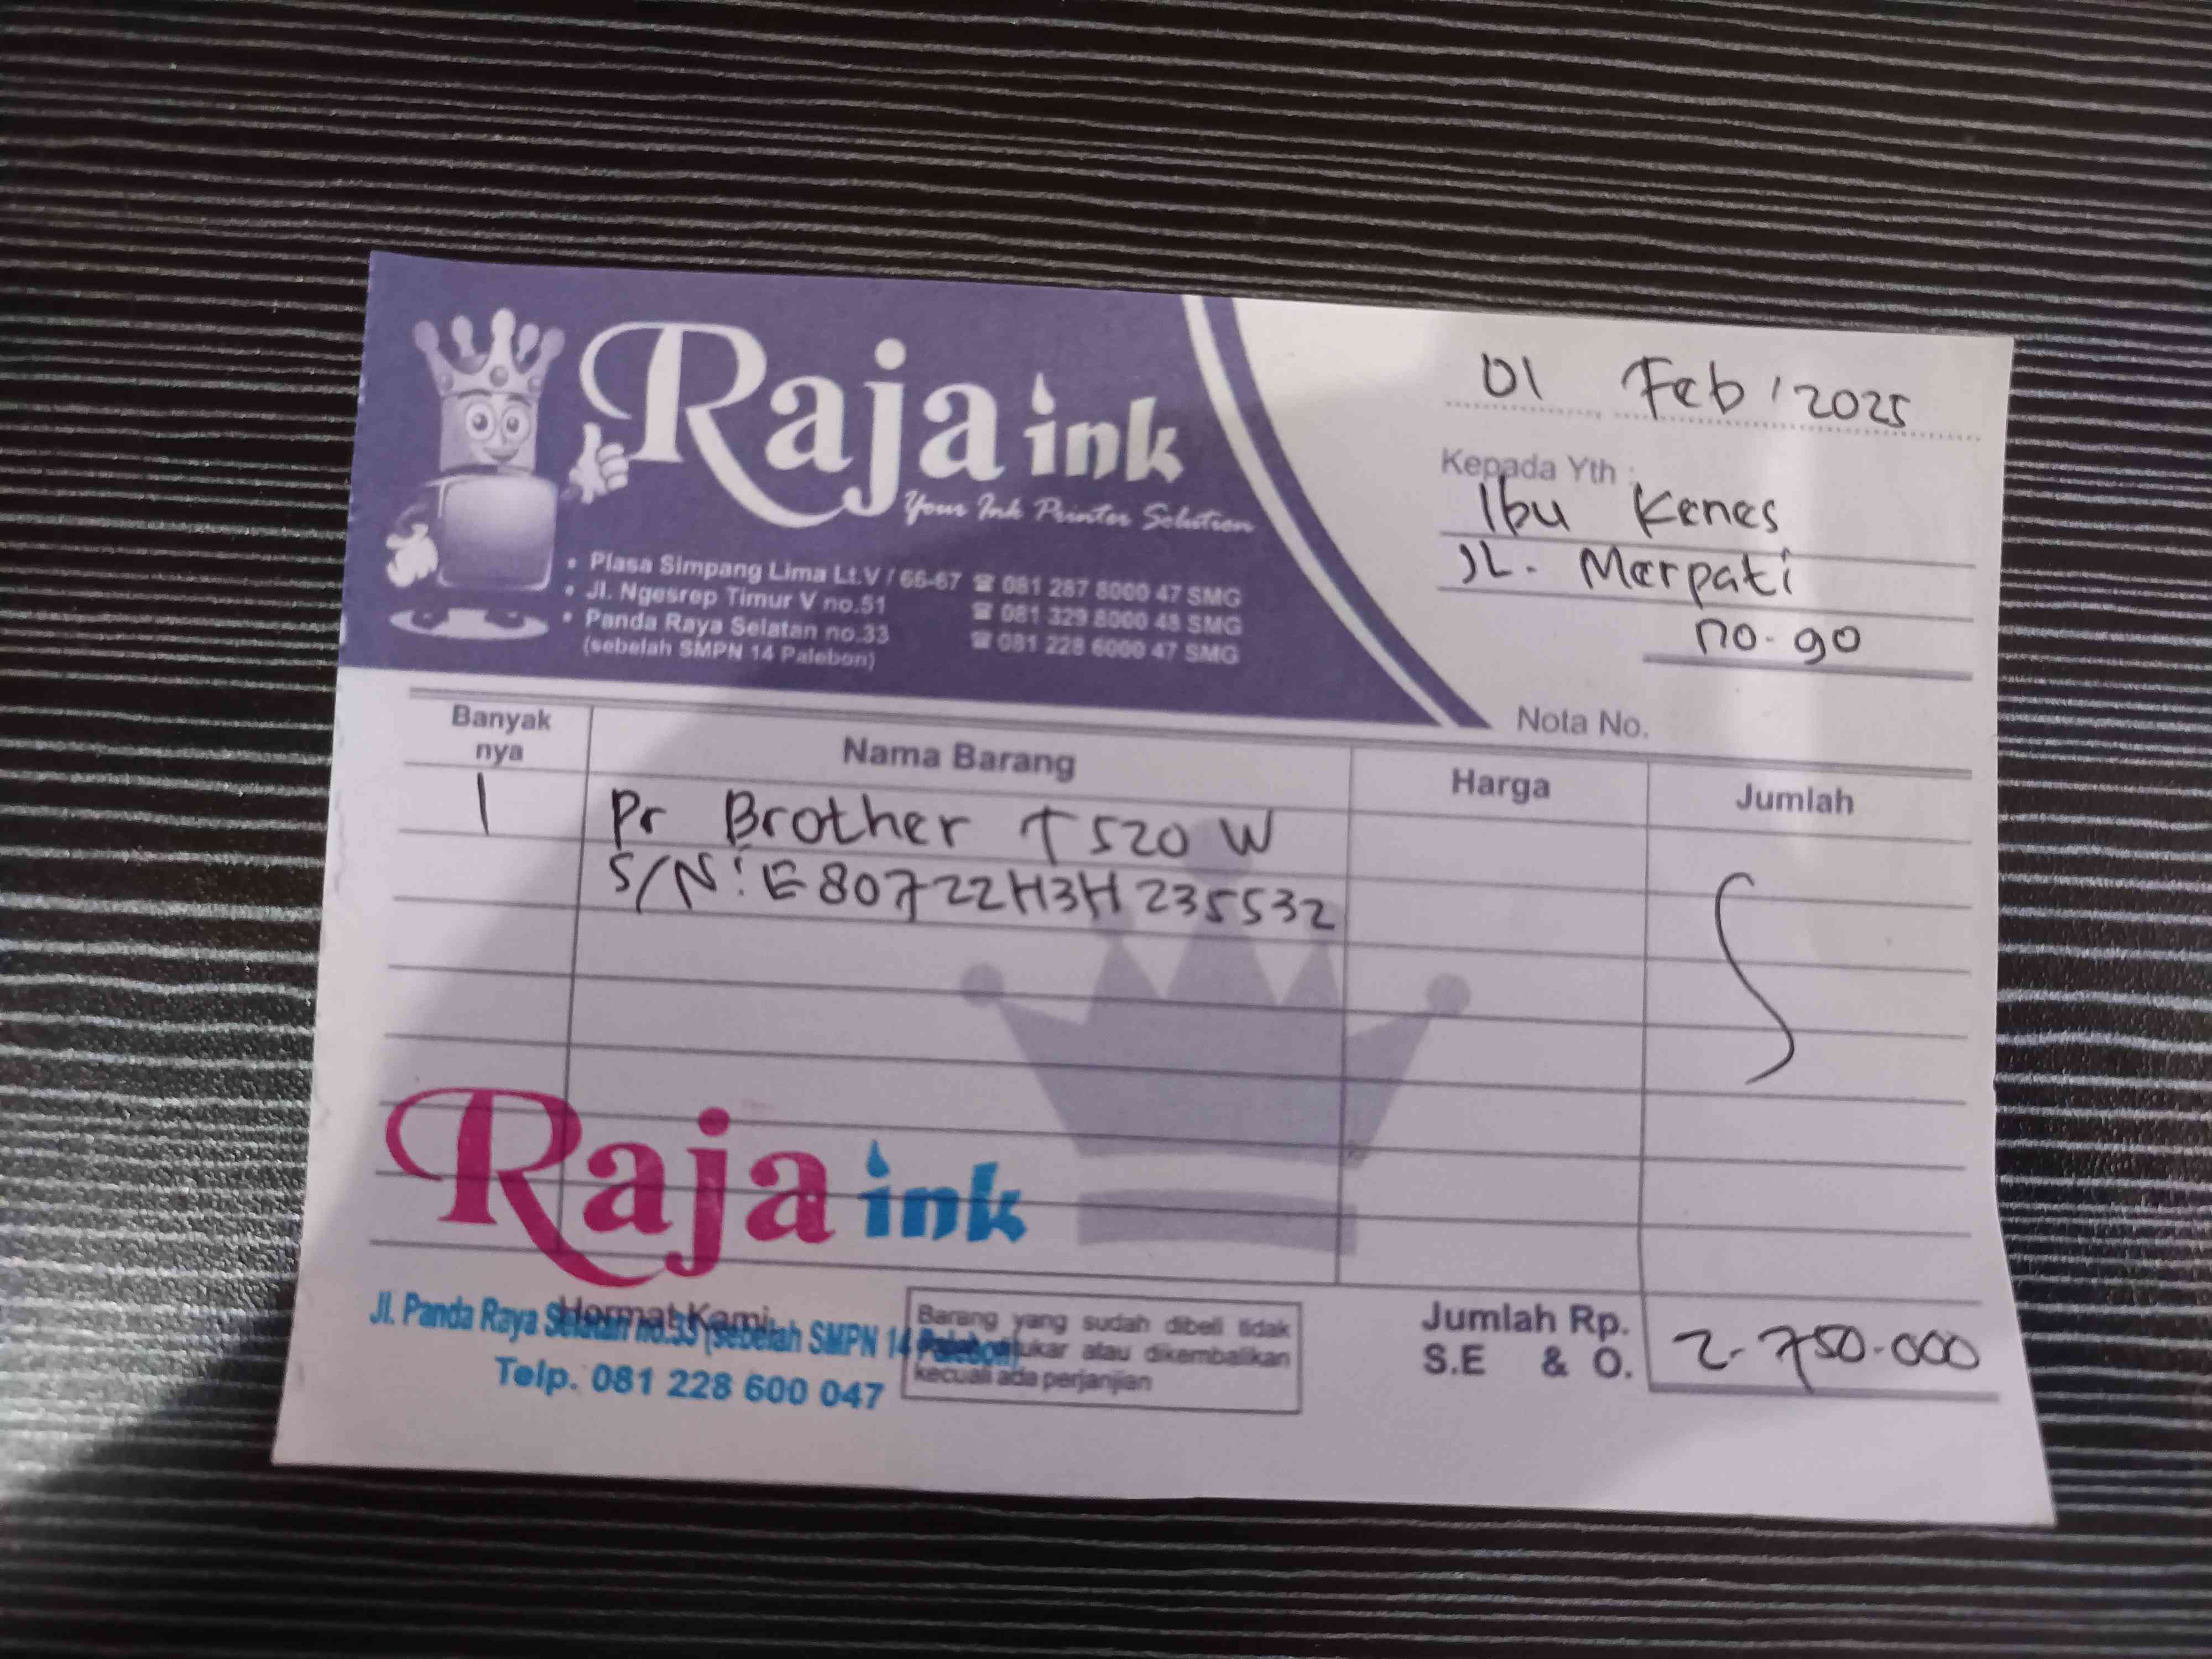 Raja ink
Your Ink Printer Solution
• Plasa Simpang Lima Lt.V / 66-67 ☎ 081 287 8000 47 SMG
• Jl. Ngesrep Timur V no.51 ☎ 081 329 8000 48 SMG
• Panda Raya Selatan no.33 ☎ 081 228 6000 47 SMG
(sebelah SMPN 14 Palebon)
01 Feb ' 2025
Kepada Yth :
Ibu Kenes
JL. Merpati
no. 90
Nota No.
Banyak nya Nama Barang Harga Jumlah
1 Pr Brother T520 W
S/N: E80722H3H235532
Raja ink
Hormat Kami,
Jl. Panda Raya Selatan no.33 (sebelah SMPN 14 Palebon)
Telp. 081 228 600 047
Barang yang sudah dibeli tidak
ukar atau dikembalikan
kecuali ada perjanjian
Jumlah Rp. 2.750.000
S.E & O.